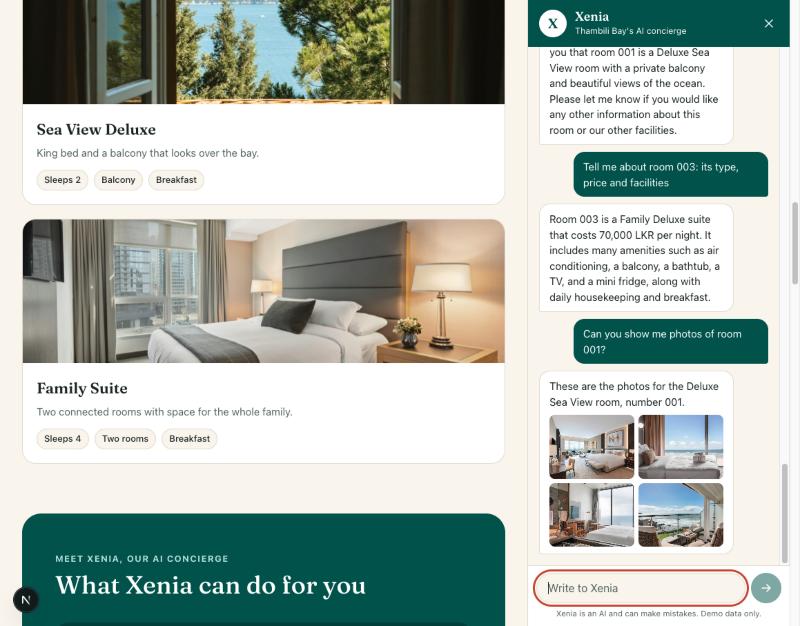 Sea View Deluxe
King bed and a balcony that looks over the bay.
Sleeps 2 Balcony Breakfast
Family Suite
Two connected rooms with space for the whole family.
Sleeps 4 Two rooms Breakfast
MEET XENIA, OUR AI CONCIERGE
What Xenia can do for you
N
X
Xenia
Thambili Bay's AI concierge
you that room 001 is a Deluxe Sea
View room with a private balcony
and beautiful views of the ocean.
Please let me know if you would like
any other information about this
room or our other facilities.
Tell me about room 003: its type,
price and facilities
Room 003 is a Family Deluxe suite
that costs 70,000 LKR per night. It
includes many amenities such as air
conditioning, a balcony, a bathtub, a
TV, and a mini fridge, along with
daily housekeeping and breakfast.
Can you show me photos of room
001?
These are the photos for the Deluxe
Sea View room, number 001.
Write to Xenia
Xenia is an AI and can make mistakes. Demo data only.